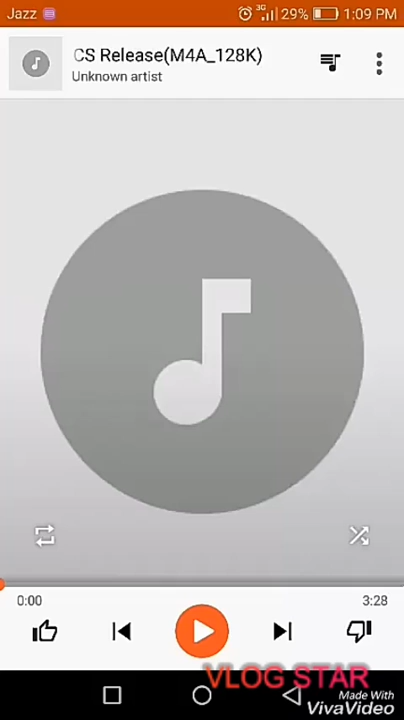 Jazz 3G 29% 1:09 PM
CS Release(M4A_128K)
Unknown artist
0:00 3:28
VLOG STAR
Made With
VivaVideo